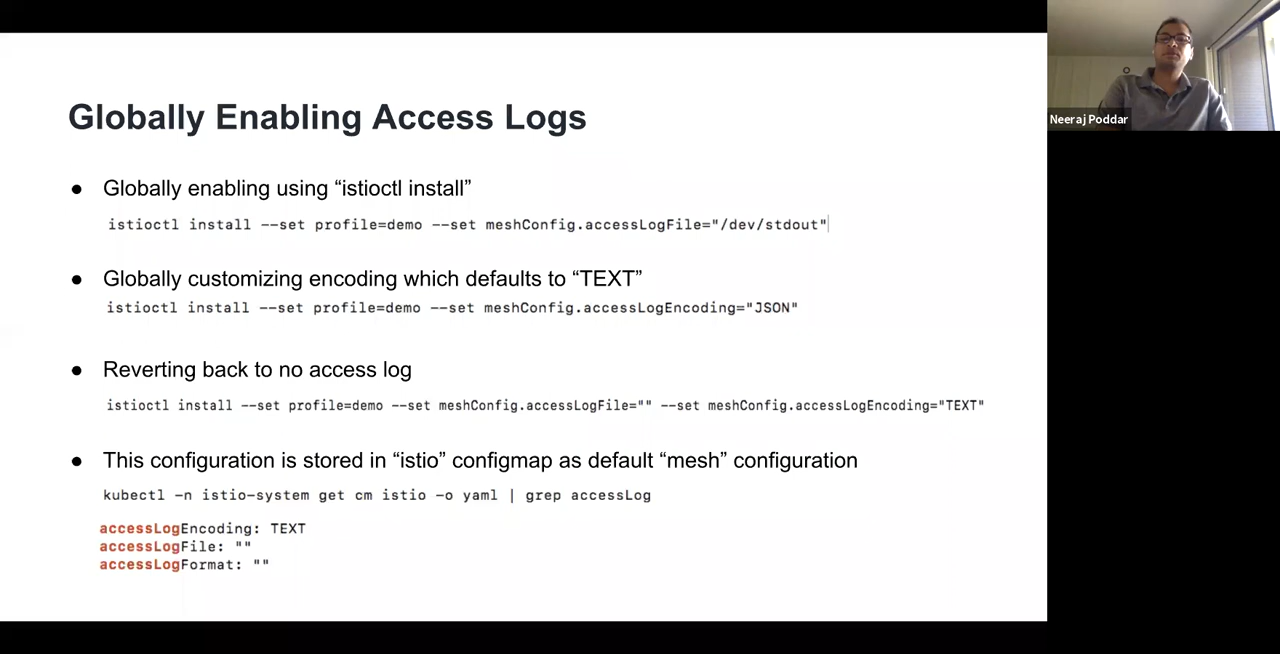 Globally Enabling Access Logs
Neeraj Poddar
● Globally enabling using “istioctl install”
istioctl install --set profile=demo --set meshConfig.accessLogFile="/dev/stdout"
● Globally customizing encoding which defaults to “TEXT”
istioctl install --set profile=demo --set meshConfig.accessLogEncoding="JSON"
● Reverting back to no access log
istioctl install --set profile=demo --set meshConfig.accessLogFile="" --set meshConfig.accessLogEncoding="TEXT"
● This configuration is stored in “istio” configmap as default “mesh” configuration
kubectl -n istio-system get cm istio -o yaml | grep accessLog
accessLogEncoding: TEXT
accessLogFile: ""
accessLogFormat: ""